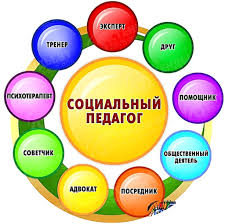 ЭКСПЕРТ
ТРЕНЕР
ДРУГ
ПСИХОТЕРАПЕВТ
ПОМОЩНИК
СОЦИАЛЬНЫЙ
ПЕДАГОГ
СОВЕТЧИК
ОБЩЕСТВЕННЫЙ
ДЕЯТЕЛЬ
АДВОКАТ
ПОСРЕДНИК